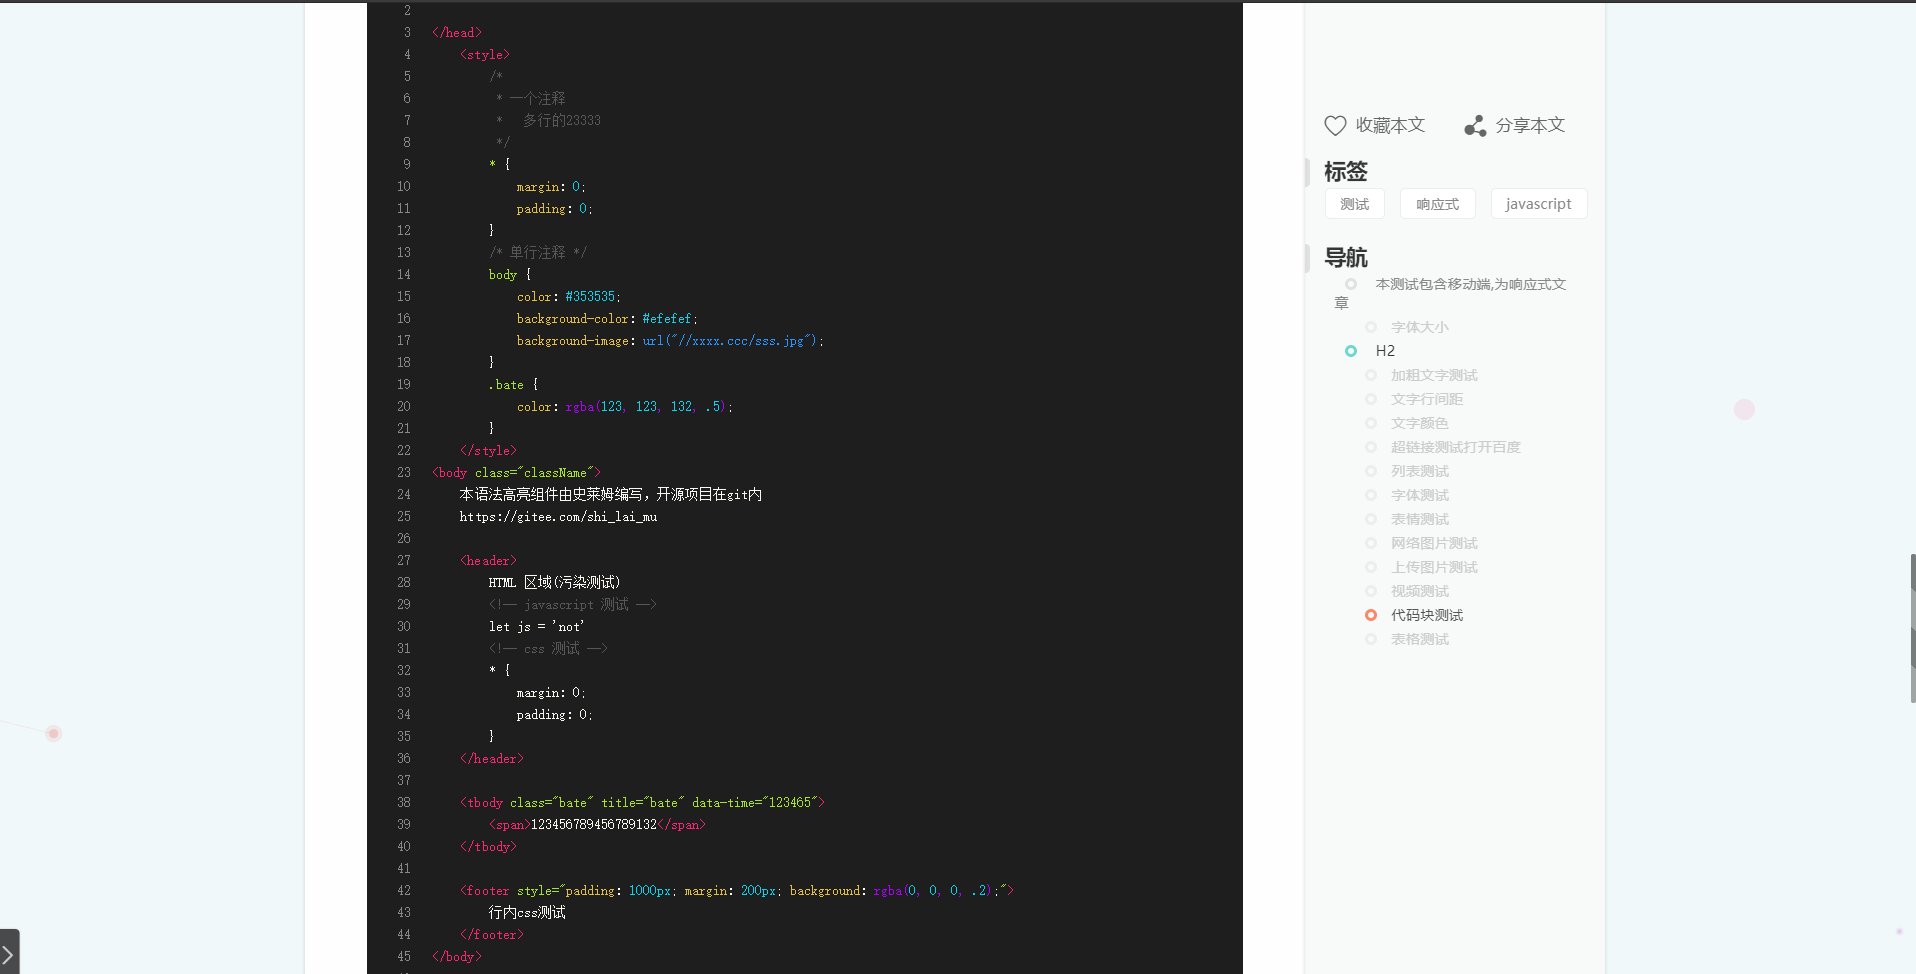 2
3 </head>
4 <style>
5 /*
6 * 一个注释
7 * 多行的23333
8 */
9 * {
10 margin: 0;
11 padding: 0;
12 }
13 /* 单行注释 */
14 body {
15 color: #353535;
16 background-color: #efefef;
17 background-image: url("//xxxx.ccc/sss.jpg");
18 }
19 .bate {
20 color: rgba(123, 123, 132, .5);
21 }
22 </style>
23 <body class="className">
24 本语法高亮组件由史莱姆编写，开源项目在git内
25 https://gitee.com/shi_lai_mu
26
27 <header>
28 HTML 区域(污染测试)
29 <!-- javascript 测试 -->
30 let js = 'not'
31 <!-- css 测试 -->
32 * {
33 margin: 0;
34 padding: 0;
35 }
36 </header>
37
38 <tbody class="bate" title="bate" data-time="123465">
39 <span>123456789456789132</span>
40 </tbody>
41
42 <footer style="padding: 1000px; margin: 200px; background: rgba(0, 0, 0, .2);">
43 行内css测试
44 </footer>
45 </body>
收藏本文 分享本文
标签
测试 响应式 javascript
导航
本测试包含移动端,为响应式文
章
字体大小
H2
加粗文字测试
文字行间距
文字颜色
超链接测试打开百度
列表测试
字体测试
表情测试
网络图片测试
上传图片测试
视频测试
代码块测试
表格测试